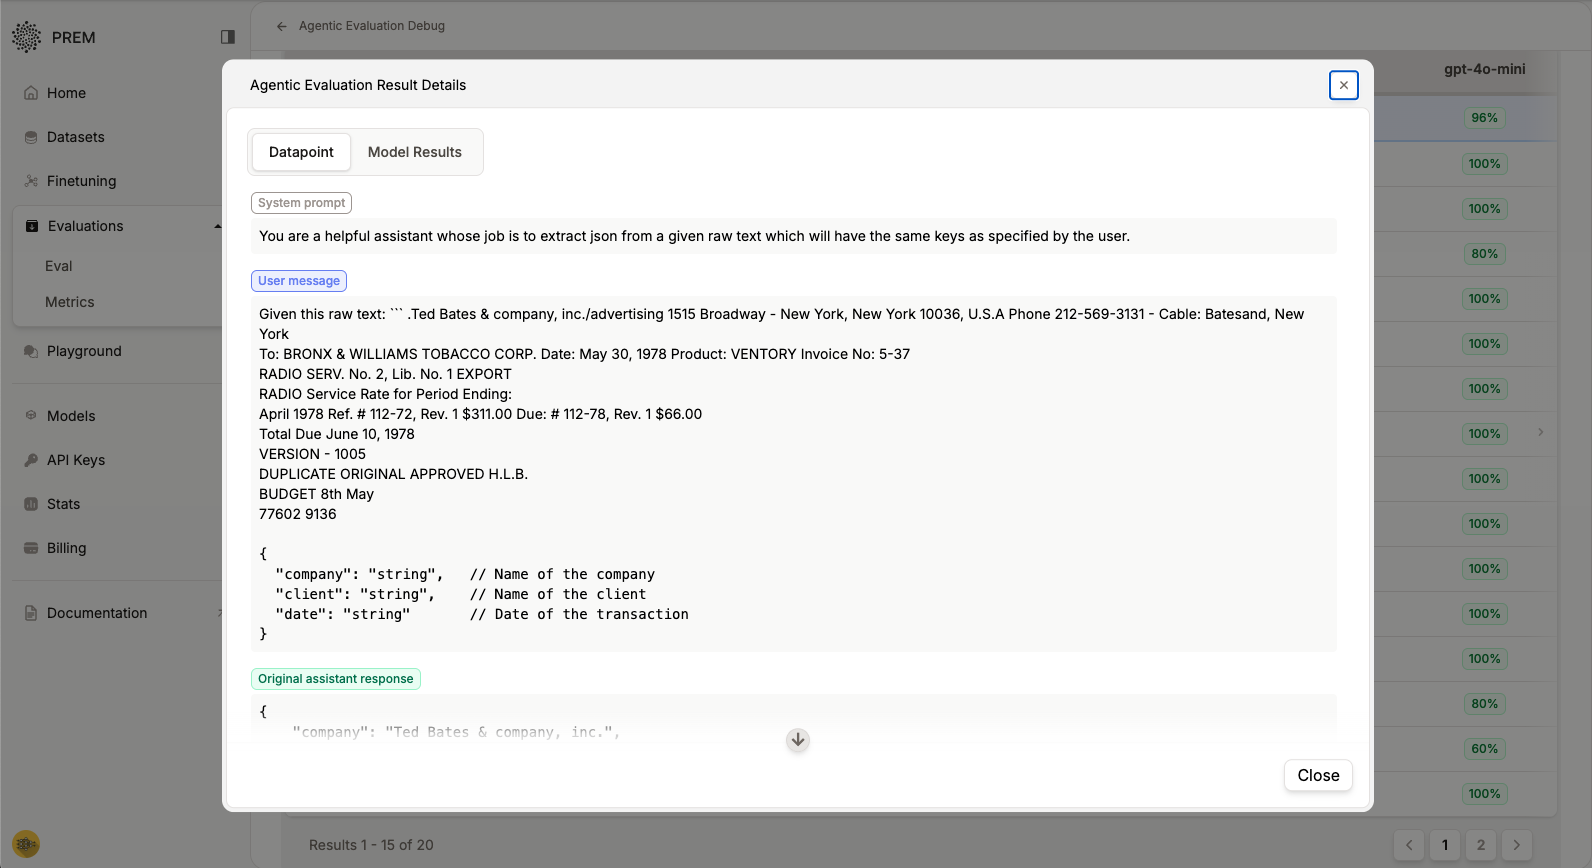 PREM
Agentic Evaluation Debug
Home
Datasets
Finetuning
Evaluations
Eval
Metrics
Playground
Models
API Keys
Stats
Billing
Documentation
gpt-4o-mini
96%
100%
100%
80%
100%
100%
100%
100%
100%
100%
100%
100%
100%
80%
60%
100%
Agentic Evaluation Result Details
Datapoint Model Results
System prompt
You are a helpful assistant whose job is to extract json from a given raw text which will have the same keys as specified by the user.
User message
Given this raw text: ``` .Ted Bates & company, inc./advertising 1515 Broadway - New York, New York 10036, U.S.A Phone 212-569-3131 - Cable: Batesand, New
York
To: BRONX & WILLIAMS TOBACCO CORP. Date: May 30, 1978 Product: VENTORY Invoice No: 5-37
RADIO SERV. No. 2, Lib. No. 1 EXPORT
RADIO Service Rate for Period Ending:
April 1978 Ref. # 112-72, Rev. 1 $311.00 Due: # 112-78, Rev. 1 $66.00
Total Due June 10, 1978
VERSION - 1005
DUPLICATE ORIGINAL APPROVED H.L.B.
BUDGET 8th May
77602 9136
{
"company": "string",   // Name of the company
"client": "string",    // Name of the client
"date": "string"       // Date of the transaction
}
Original assistant response
{
"company": "Ted Bates & company, inc.",
Close
Results 1 - 15 of 20
1 2